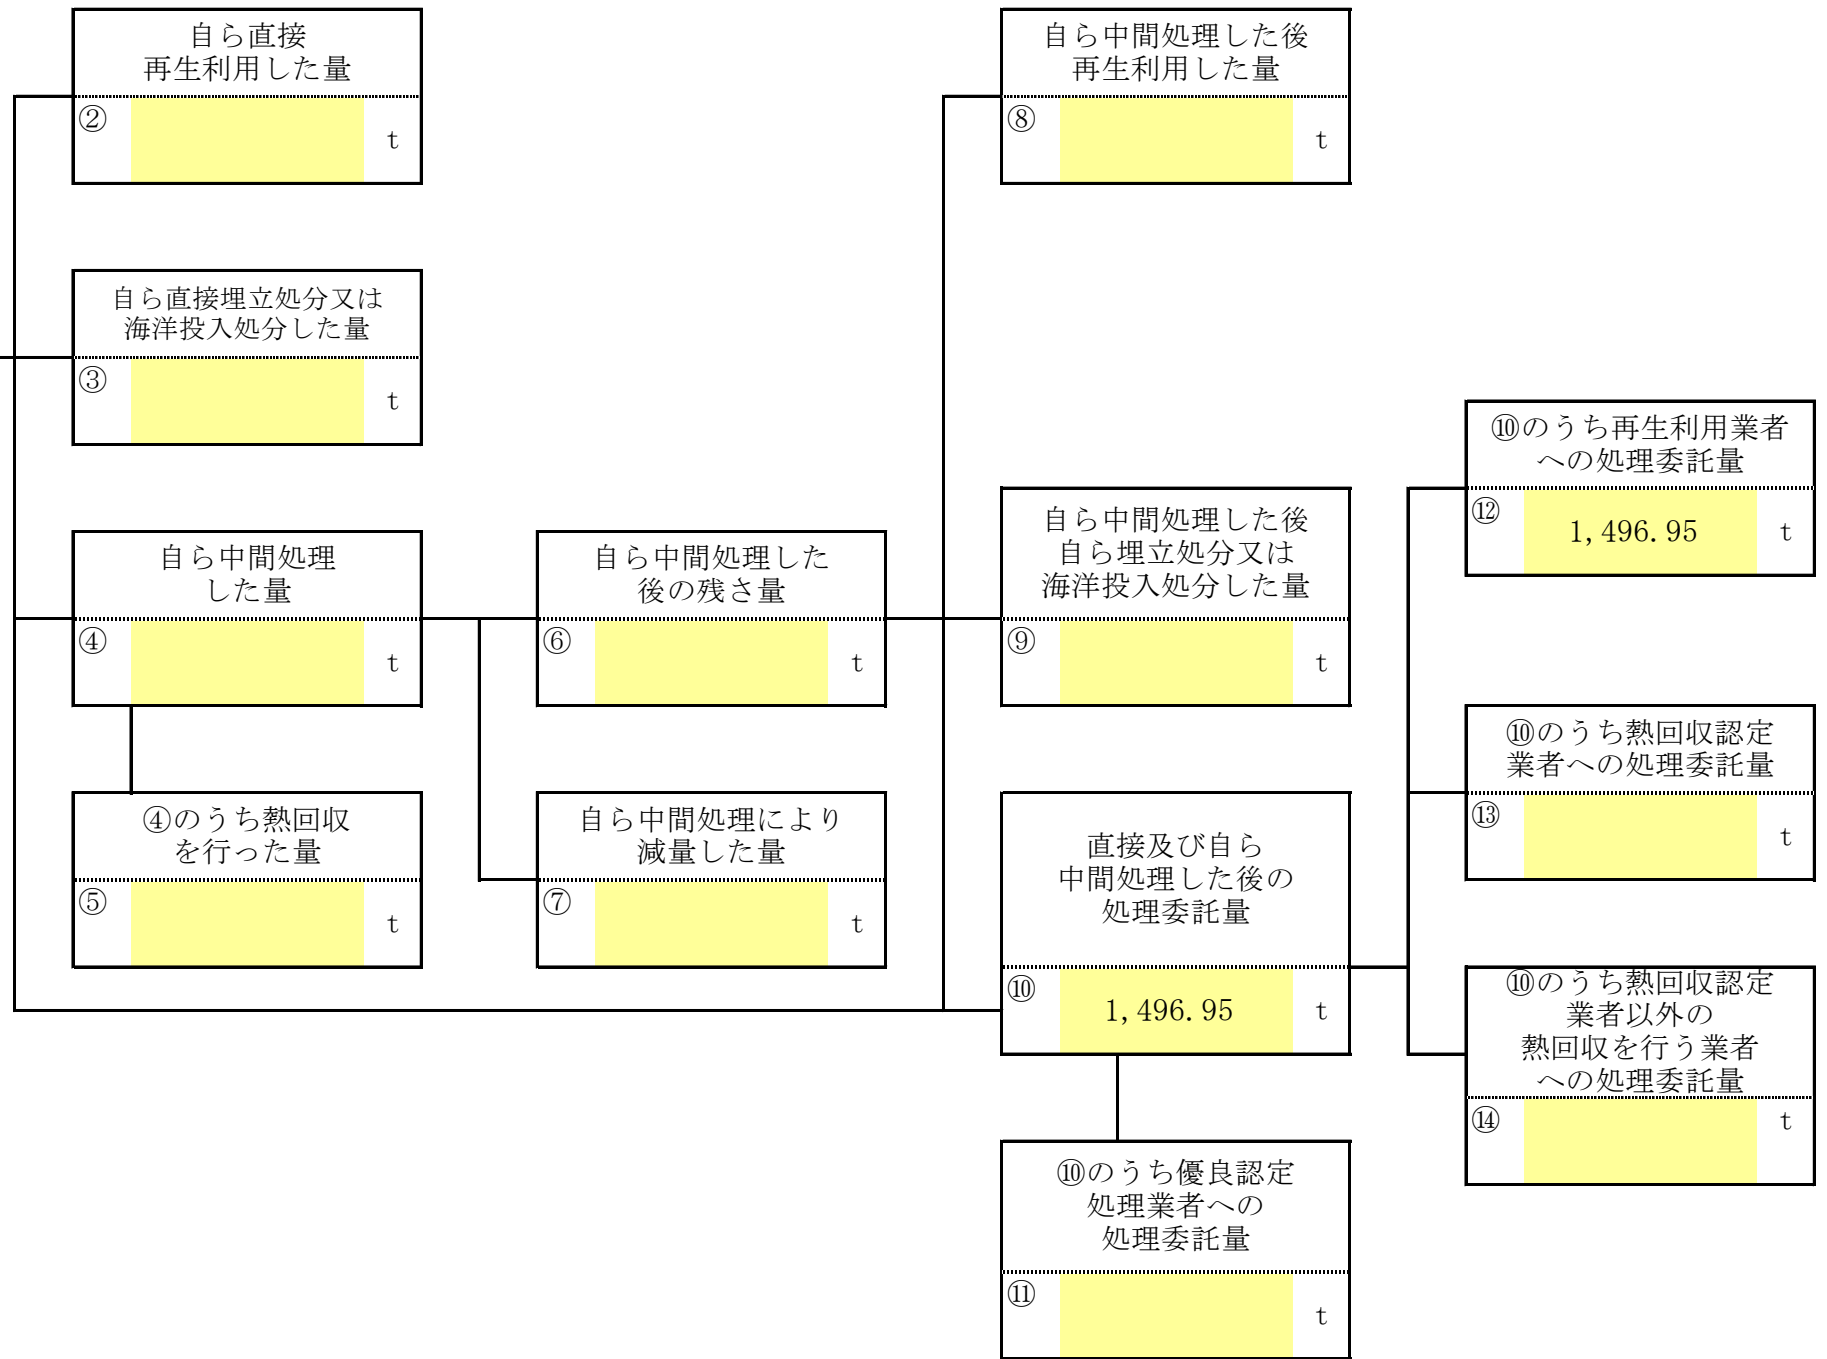 自ら直接
再生利用した量
②
t
自ら中間処理した後
再生利用した量
⑧
t
自ら直接埋立処分又は
海洋投入処分した量
③
t
自ら中間処理
した量
④
t
自ら中間処理した
後の残さ量
⑥
t
自ら中間処理した後
自ら埋立処分又は
海洋投入処分した量
⑨
t
⑩のうち再生利用業者
への処理委託量
⑫ 1,496.95 t
④のうち熱回収
を行った量
⑤
t
自ら中間処理により
減量した量
⑦
t
直接及び自ら
中間処理した後の
処理委託量
⑩ 1,496.95 t
⑩のうち熱回収認定
業者への処理委託量
⑬
t
⑩のうち熱回収認定
業者以外の
熱回収を行う業者
への処理委託量
⑭ t
⑩のうち優良認定
処理業者への
処理委託量
⑪
t